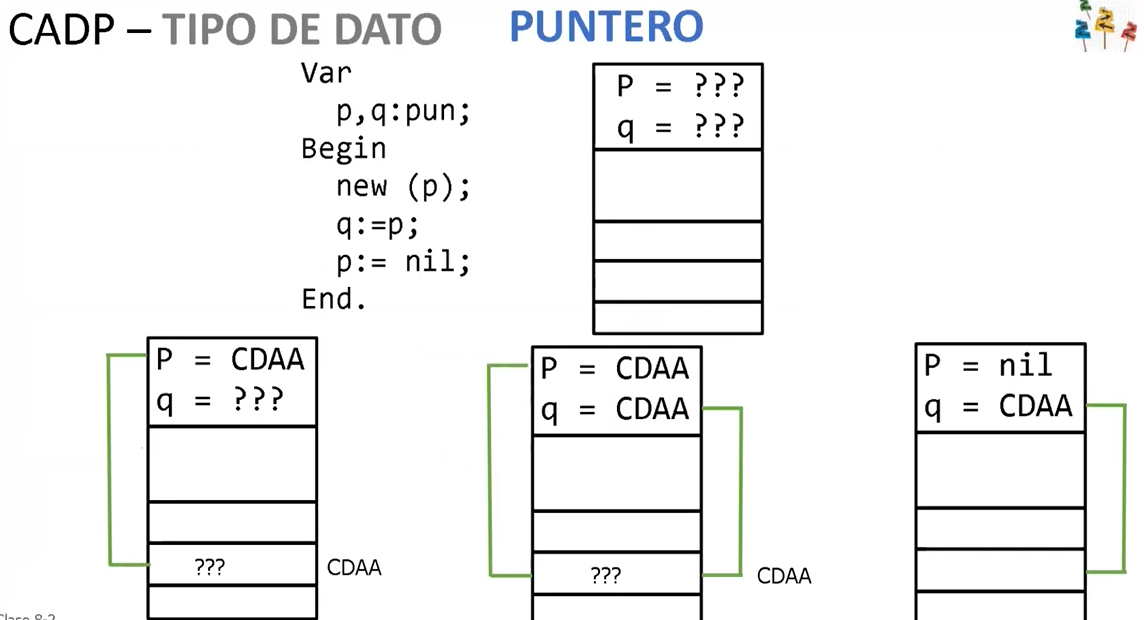 CADP – TIPO DE DATO PUNTERO
Var
p,q:pun;
Begin
new (p);
q:=p;
p:= nil;
End.
P = ???
q = ???
P = CDAA
q = ???
??? CDAA
P = CDAA
q = CDAA
??? CDAA
P = nil
q = CDAA
Clase 8-2